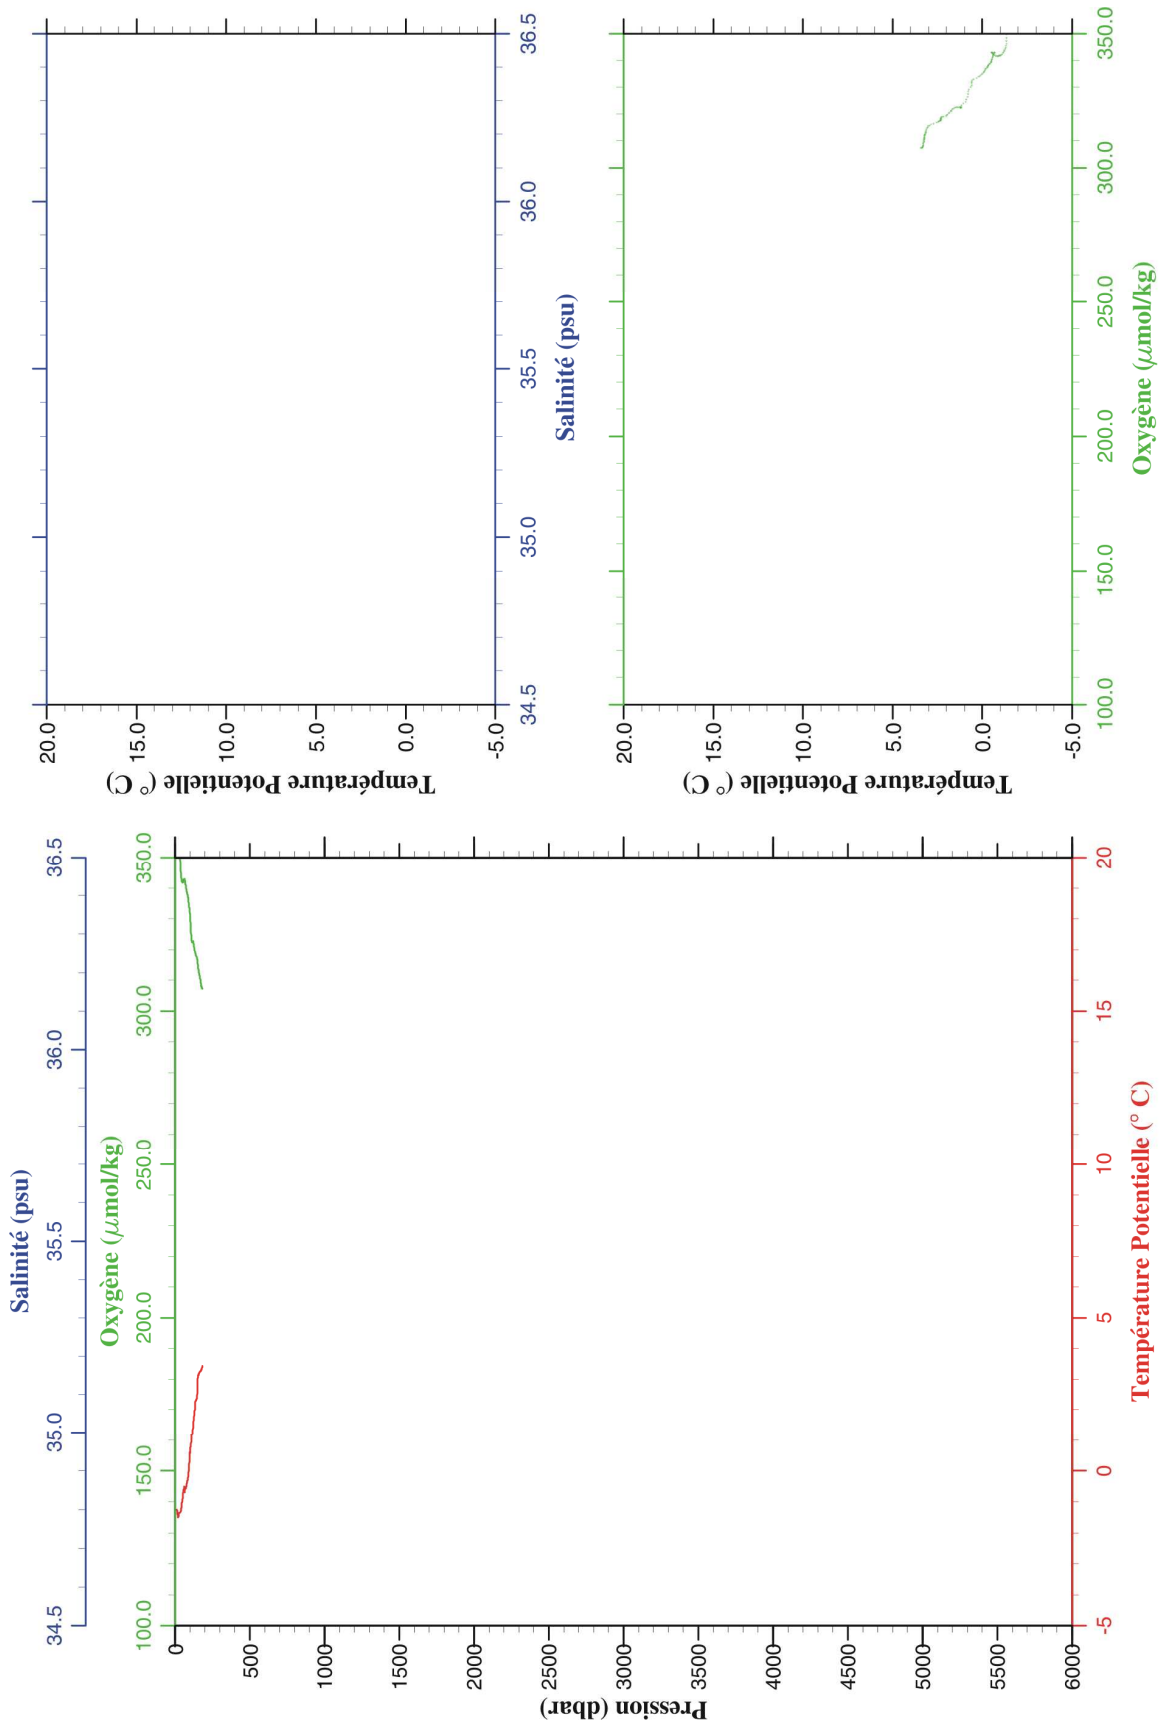 Salinité (psu)
34.5 35.0 35.5 36.0 36.5
Oxygène (μmol/kg)
100.0 150.0 200.0 250.0 300.0 350.0
Pression (dbar)
0
500
1000
1500
2000
2500
3000
3500
4000
4500
5000
5500
6000
-5 0 5 10 15 20
Température Potentielle (° C)
Température Potentielle (° C)
20.0
15.0
10.0
5.0
0.0
-5.0
34.5 35.0 35.5 36.0 36.5
Salinité (psu)
Température Potentielle (° C)
20.0
15.0
10.0
5.0
0.0
-5.0
100.0 150.0 200.0 250.0 300.0 350.0
Oxygène (μmol/kg)